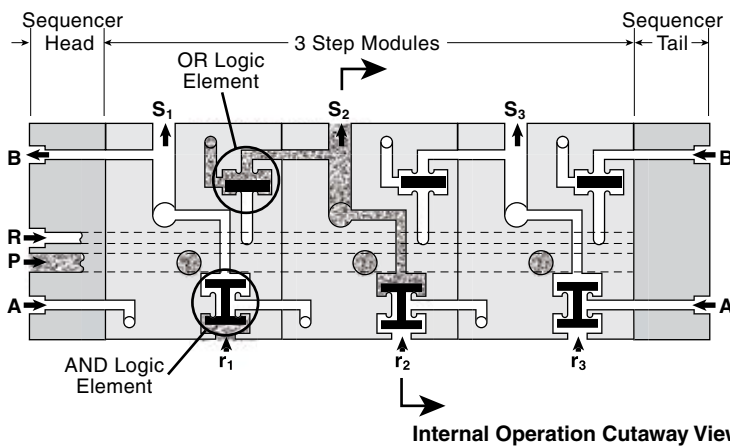 Sequencer
Head
3 Step Modules
Sequencer
Tail
OR Logic
Element
S1
S2
S3
B
B
R
P
A
A
AND Logic
Element
r1
r2
r3
Internal Operation Cutaway View